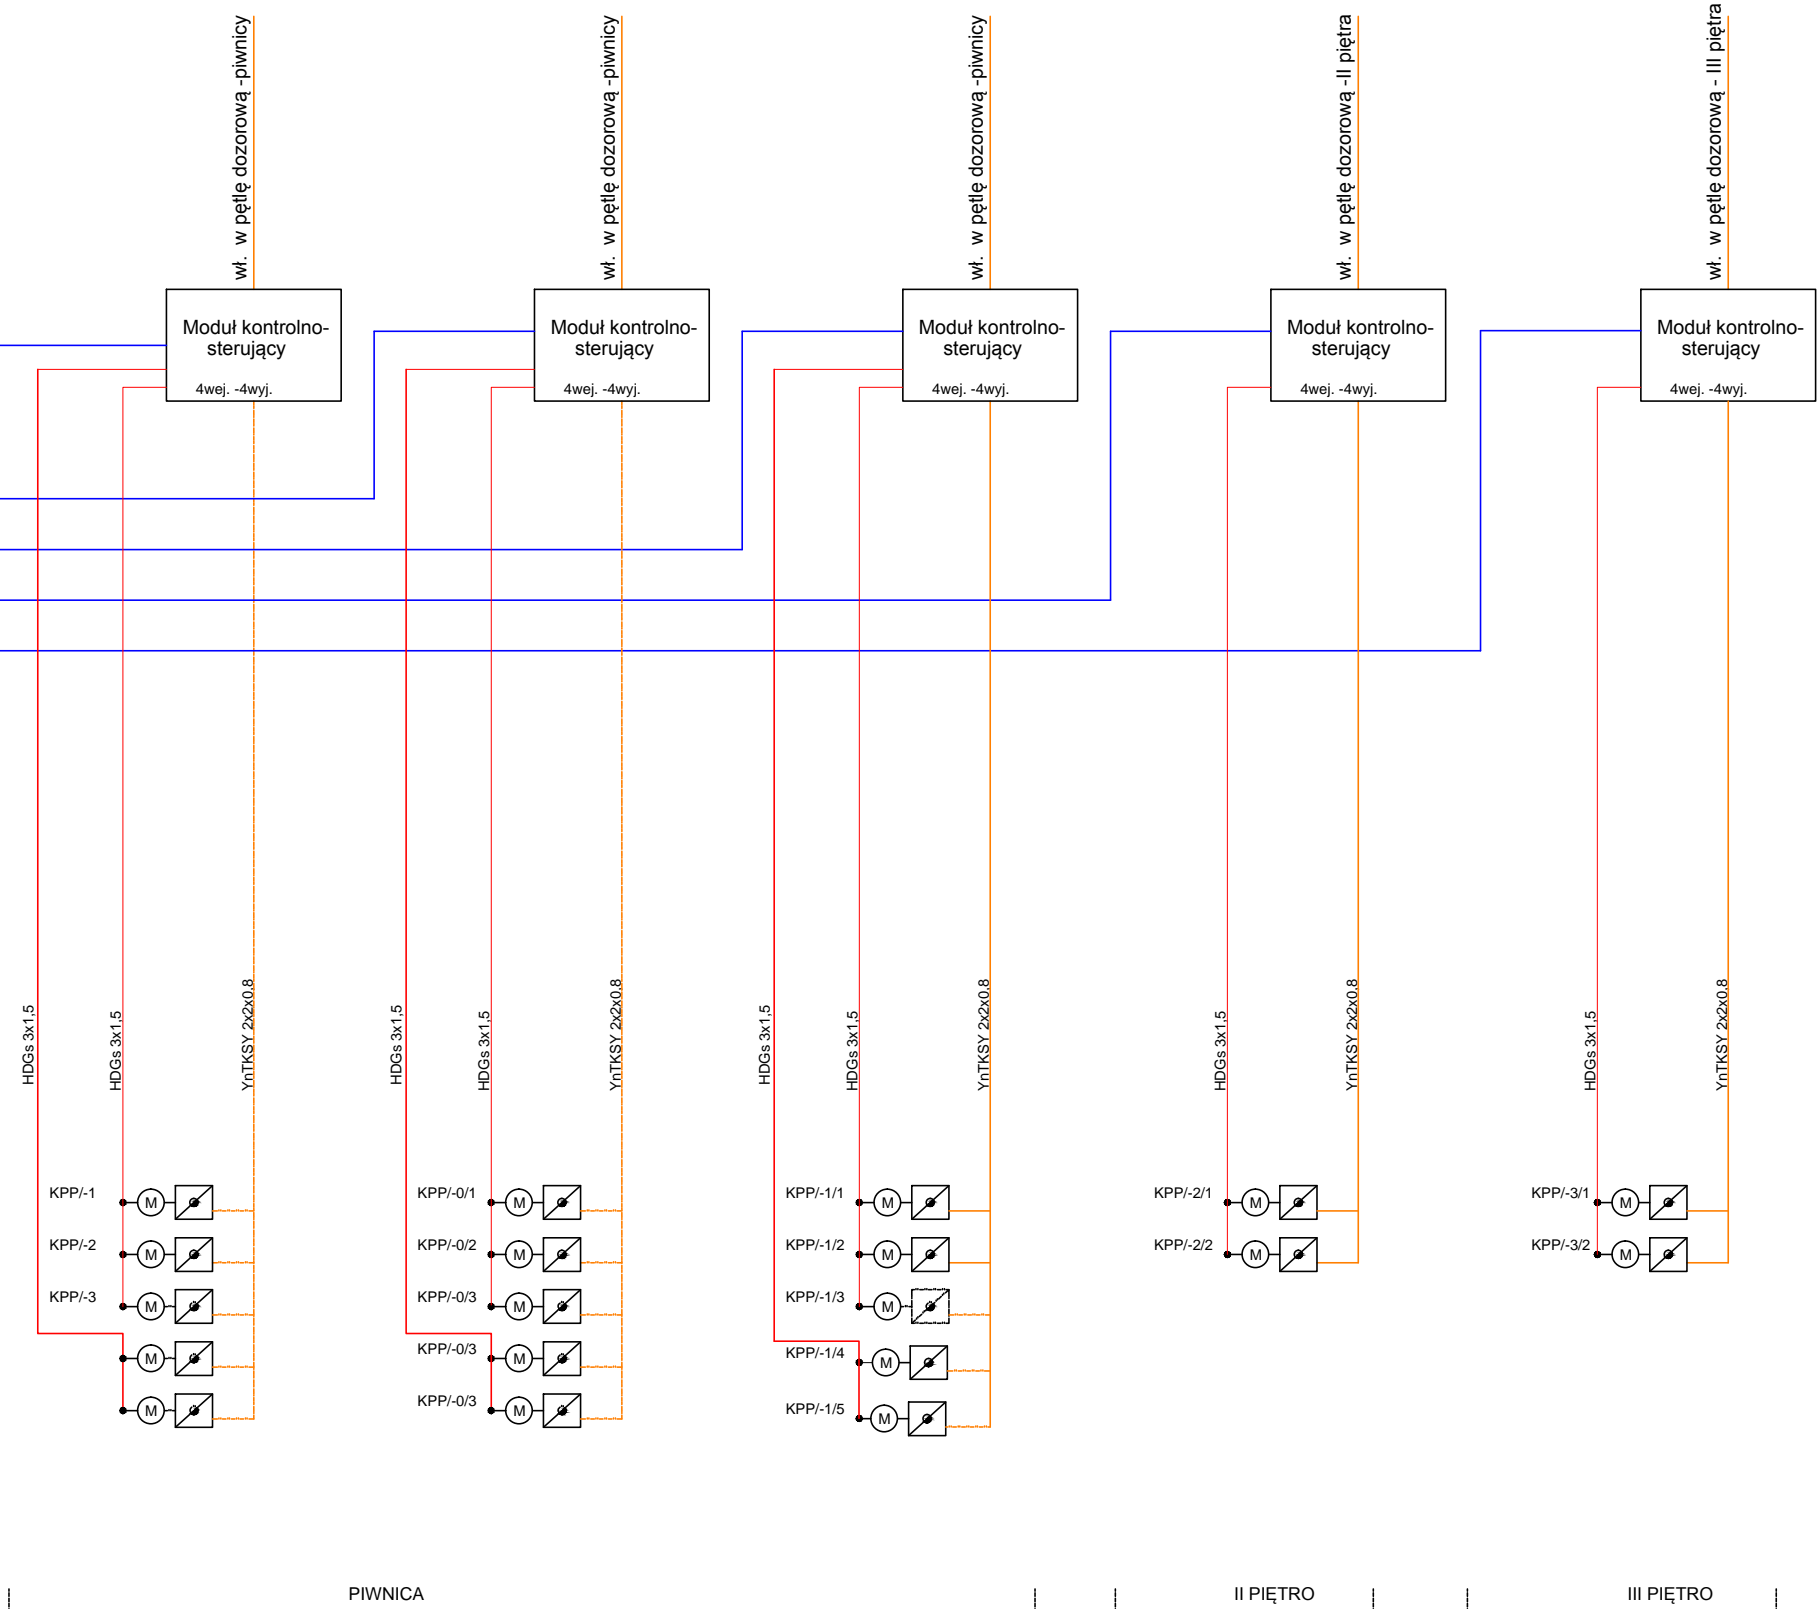 wł. w pętlę dozorową -piwnicy
wł. w pętlę dozorową -piwnicy
wł. w pętlę dozorową -piwnicy
wł. w pętlę dozorową -II piętra
wł. w pętlę dozorową - III piętra
Moduł kontrolno-
sterujący
4wej. -4wyj.
Moduł kontrolno-
sterujący
4wej. -4wyj.
Moduł kontrolno-
sterujący
4wej. -4wyj.
Moduł kontrolno-
sterujący
4wej. -4wyj.
Moduł kontrolno-
sterujący
4wej. -4wyj.
HDGs 3x1,5
HDGs 3x1,5
YnTKSY 2x2x0,8
HDGs 3x1,5
HDGs 3x1,5
YnTKSY 2x2x0,8
HDGs 3x1,5
HDGs 3x1,5
YnTKSY 2x2x0,8
HDGs 3x1,5
YnTKSY 2x2x0,8
HDGs 3x1,5
YnTKSY 2x2x0,8
KPP/-1
M
KPP/-2
M
KPP/-3
M
M
M
KPP/-0/1
M
KPP/-0/2
M
KPP/-0/3
M
KPP/-0/3
M
KPP/-0/3
M
KPP/-1/1
M
KPP/-1/2
M
KPP/-1/3
M
KPP/-1/4
M
KPP/-1/5
M
KPP/-2/1
M
KPP/-2/2
M
KPP/-3/1
M
KPP/-3/2
M
PIWNICA
II PIĘTRO
III PIĘTRO